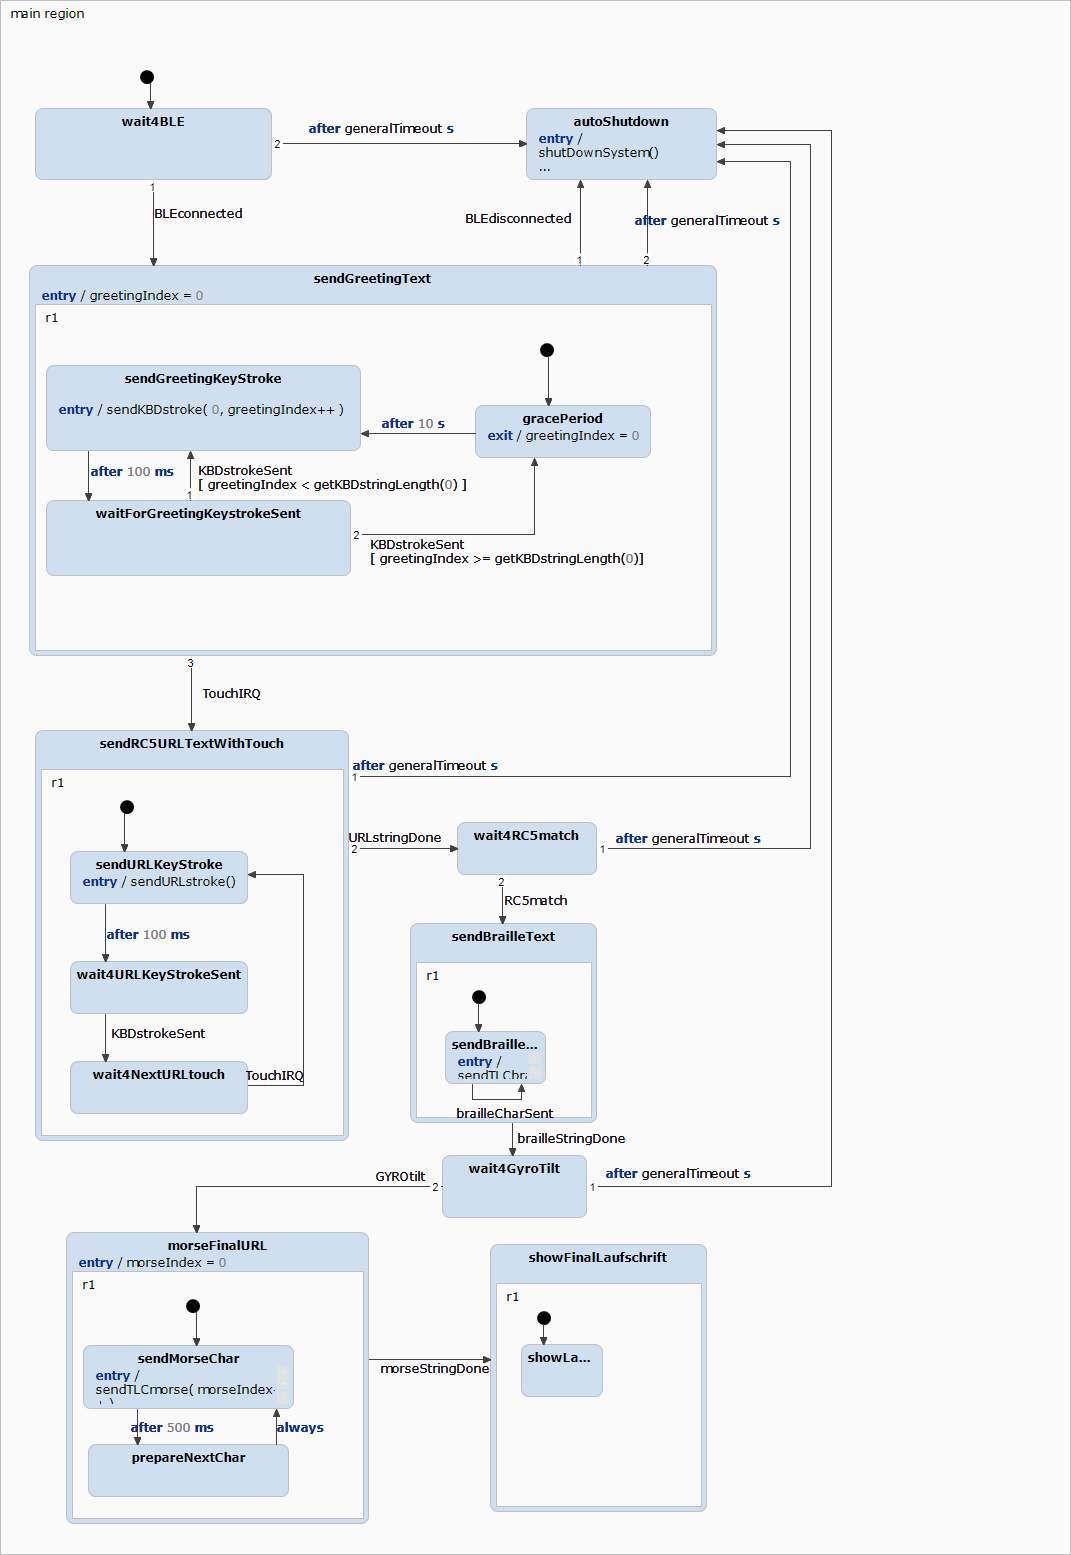 main region
wait4BLE
2
after generalTimeout s
autoShutdown
entry /
shutDownSystem()
...
1
BLEconnected
BLEdisconnected
after generalTimeout s
1
2
sendGreetingText
entry / greetingIndex = 0
r1
sendGreetingKeyStroke
entry / sendKBDstroke( 0, greetingIndex++ )
after 10 s
gracePeriod
exit / greetingIndex = 0
after 100 ms
KBDstrokeSent
[ greetingIndex < getKBDstringLength(0) ]
1
waitForGreetingKeystrokeSent
2
KBDstrokeSent
[ greetingIndex >= getKBDstringLength(0)]
3
TouchIRQ
sendRC5URLTextWithTouch
after generalTimeout s
1
r1
sendURLKeyStroke
entry / sendURLstroke()
after 100 ms
wait4URLKeyStrokeSent
KBDstrokeSent
wait4NextURLtouch
TouchIRQ
URLstringDone
2
wait4RC5match
after generalTimeout s
1
2
RC5match
sendBrailleText
r1
sendBraille...
entry /
brailleCharSent
brailleStringDone
wait4GyroTilt
after generalTimeout s
1
GYROtilt
2
morseFinalURL
entry / morseIndex = 0
r1
sendMorseChar
entry /
sendTLCmorse( morseIndex
after 500 ms
always
prepareNextChar
morseStringDone
showFinalLaufschrift
r1
showLa...